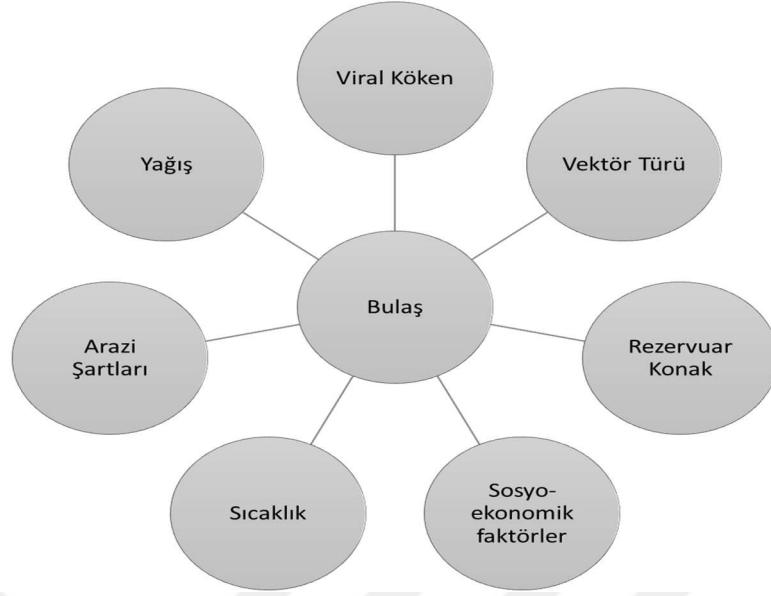 Viral Köken
Yağış
Vektör Türü
Bulaş
Arazi
Şartları
Rezervuar
Konak
Sıcaklık
Sosyo-
ekonomik
faktörler